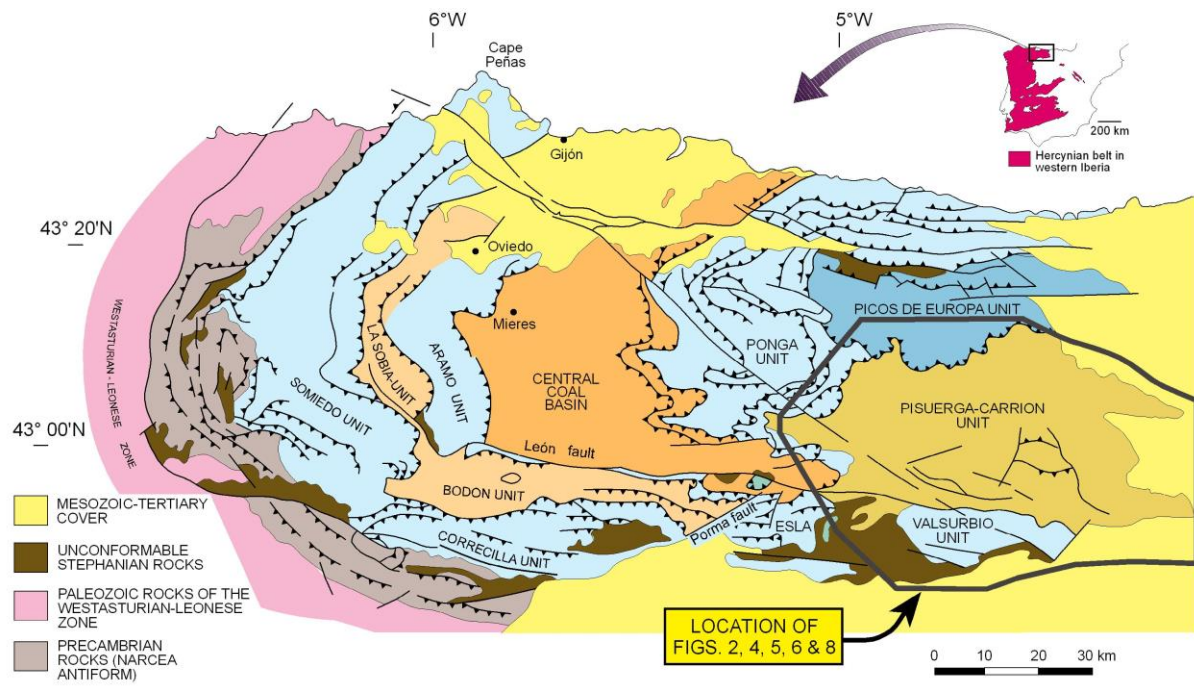 6°W
5°W
Cape
Peñas
200 km
Hercynian belt in
western Iberia
Gijón
43° 20'N
Oviedo
Mieres
WESTASTURIAN - LEONESE ZONE
LA SOBIA-UNIT
ARAMO UNIT
SOMIEDO UNIT
CENTRAL
COAL
BASIN
PONGA
UNIT
PICOS DE EUROPA UNIT
PISUERGA-CARRION
UNIT
43° 00'N
León fault
BODON UNIT
Porma fault
ESLA
VALSURBIO
UNIT
CORRECILLA UNIT
MESOZOIC-TERTIARY
COVER
UNCONFORMABLE
STEPHANIAN ROCKS
PALEOZOIC ROCKS OF THE
WESTASTURIAN-LEONESE
ZONE
PRECAMBRIAN
ROCKS (NARCEA
ANTIFORM)
LOCATION OF
FIGS. 2, 4, 5, 6 & 8
0 10 20 30 km